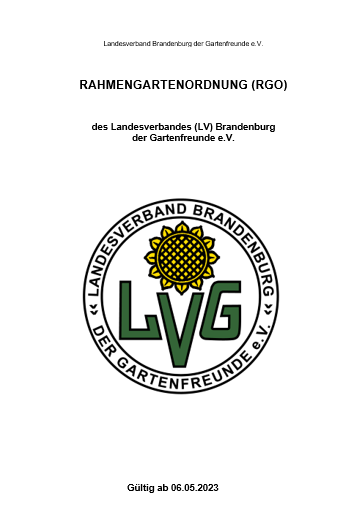 Landesverband Brandenburg der Gartenfreunde e.V.
RAHMENGARTENORDNUNG (RGO)
des Landesverbandes (LV) Brandenburg
der Gartenfreunde e.V.
LANDESVERBAND BRANDENBURG
LVG
‹‹ DER GARTENFREUNDE e.V. ‹‹
Gültig ab 06.05.2023